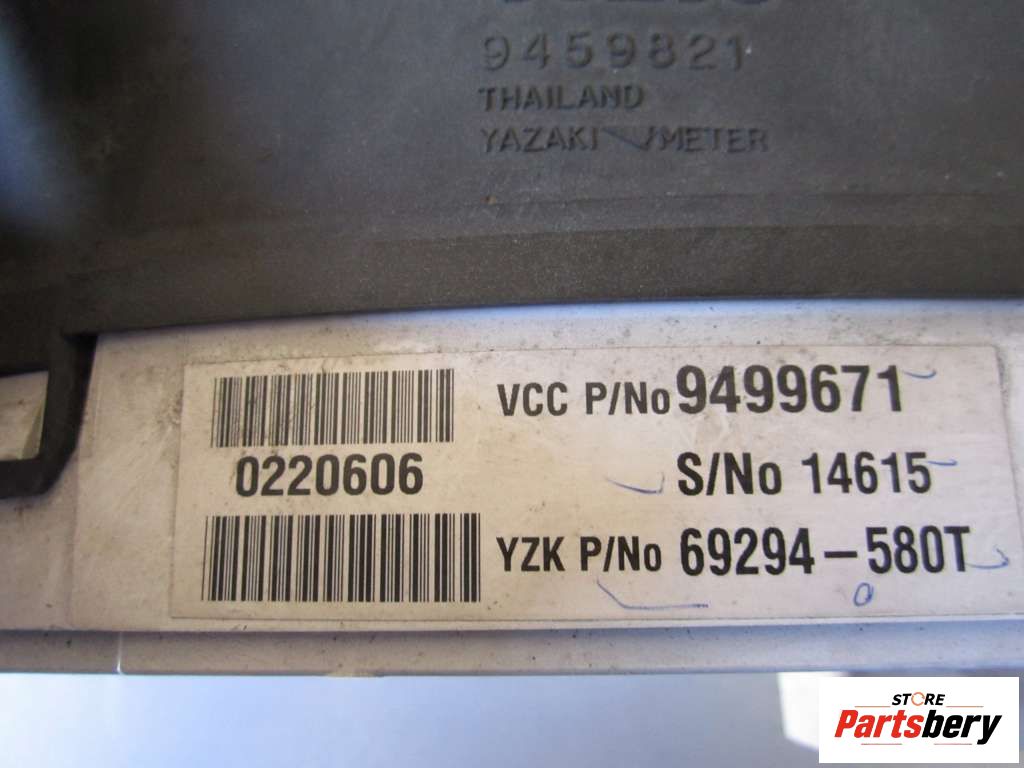 9459821
THAILAND
YAZAKI METER
VCC P/No 9499671
0220606
S/No 14615
YZK P/No 69294-580T
STORE
Partsbery